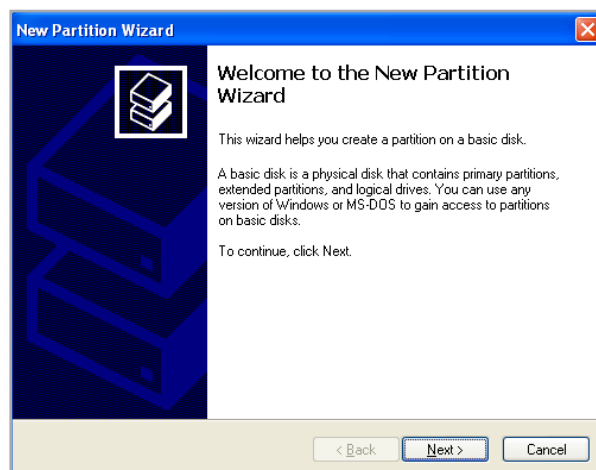 New Partition Wizard
Welcome to the New Partition
Wizard
This wizard helps you create a partition on a basic disk.
A basic disk is a physical disk that contains primary partitions,
extended partitions, and logical drives. You can use any
version of Windows or MS-DOS to gain access to partitions
on basic disks.
To continue, click Next.
< Back Next > Cancel